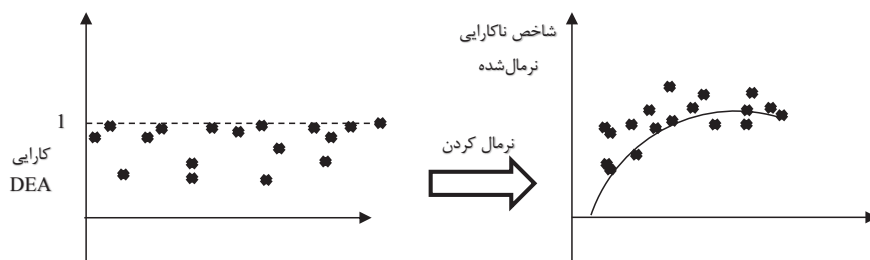 شاخص ناکارایی
نرمال‌شده
1
کارایی
DEA
نرمال کردن